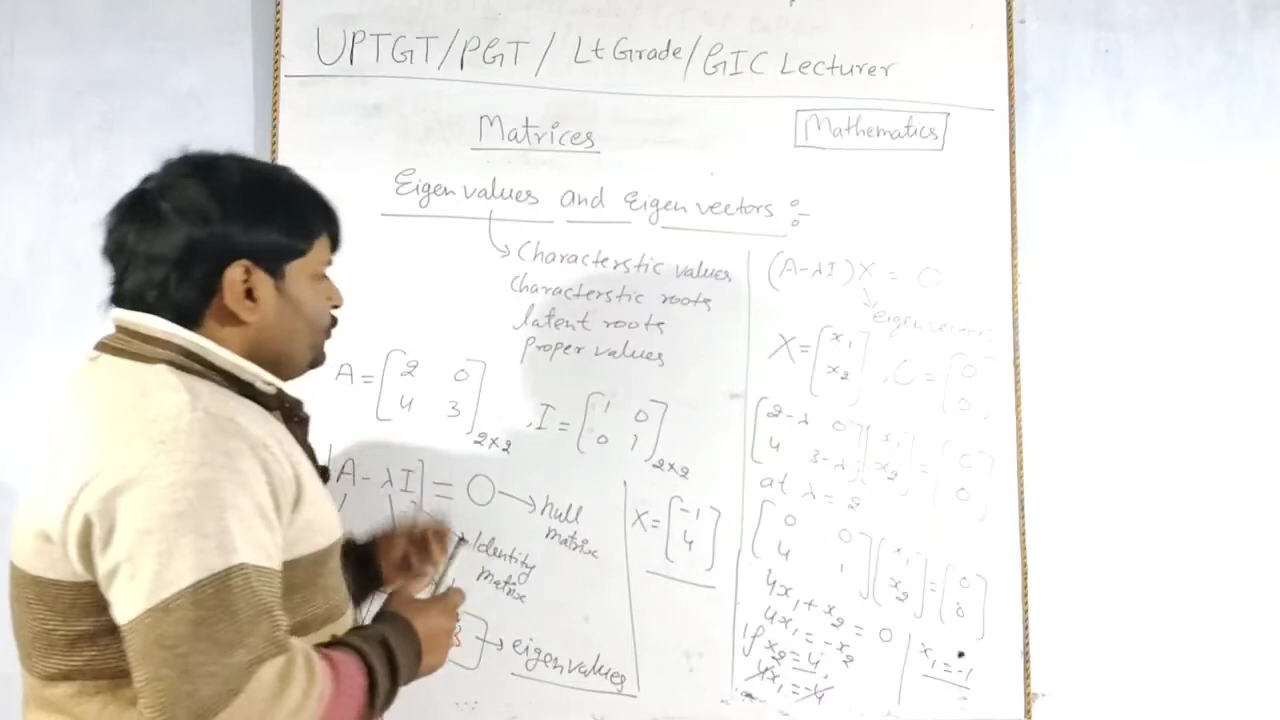 UPTGT/PGT/ Lt Grade/GIC Lecturer
Matrices
Mathematics
Eigen values and Eigen vectors :-
Characterstic values
characterstic roots
latent roots
Proper values
A = [2 0
4 3]2×2
, I = [1 0
0 1]2×2
|A - λI| = 0 → null
matrix
Identity
matrix
→ eigenvalues
X = [-1
4]
(A-λI)X = 0
eigenvector
X = [x1
x2] , O = [0
0]
[2-λ 0
4 3-λ] [x1
x2] = [0
0]
at λ = 2
[0 0
4 1] [x1
x2] = [0
0]
4x1 + x2 = 0
4x1 = -x2
If x2 = 4,
4x1 = -4
x1 = -1